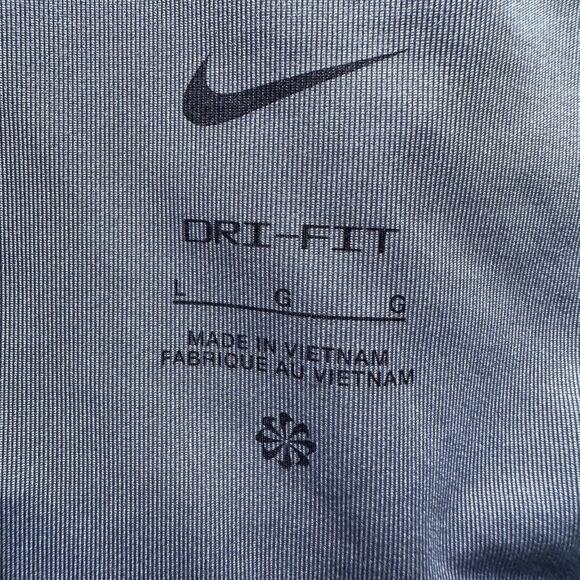 DRI-FIT
L G G
MADE IN VIETNAM
FABRIQUE AU VIETNAM